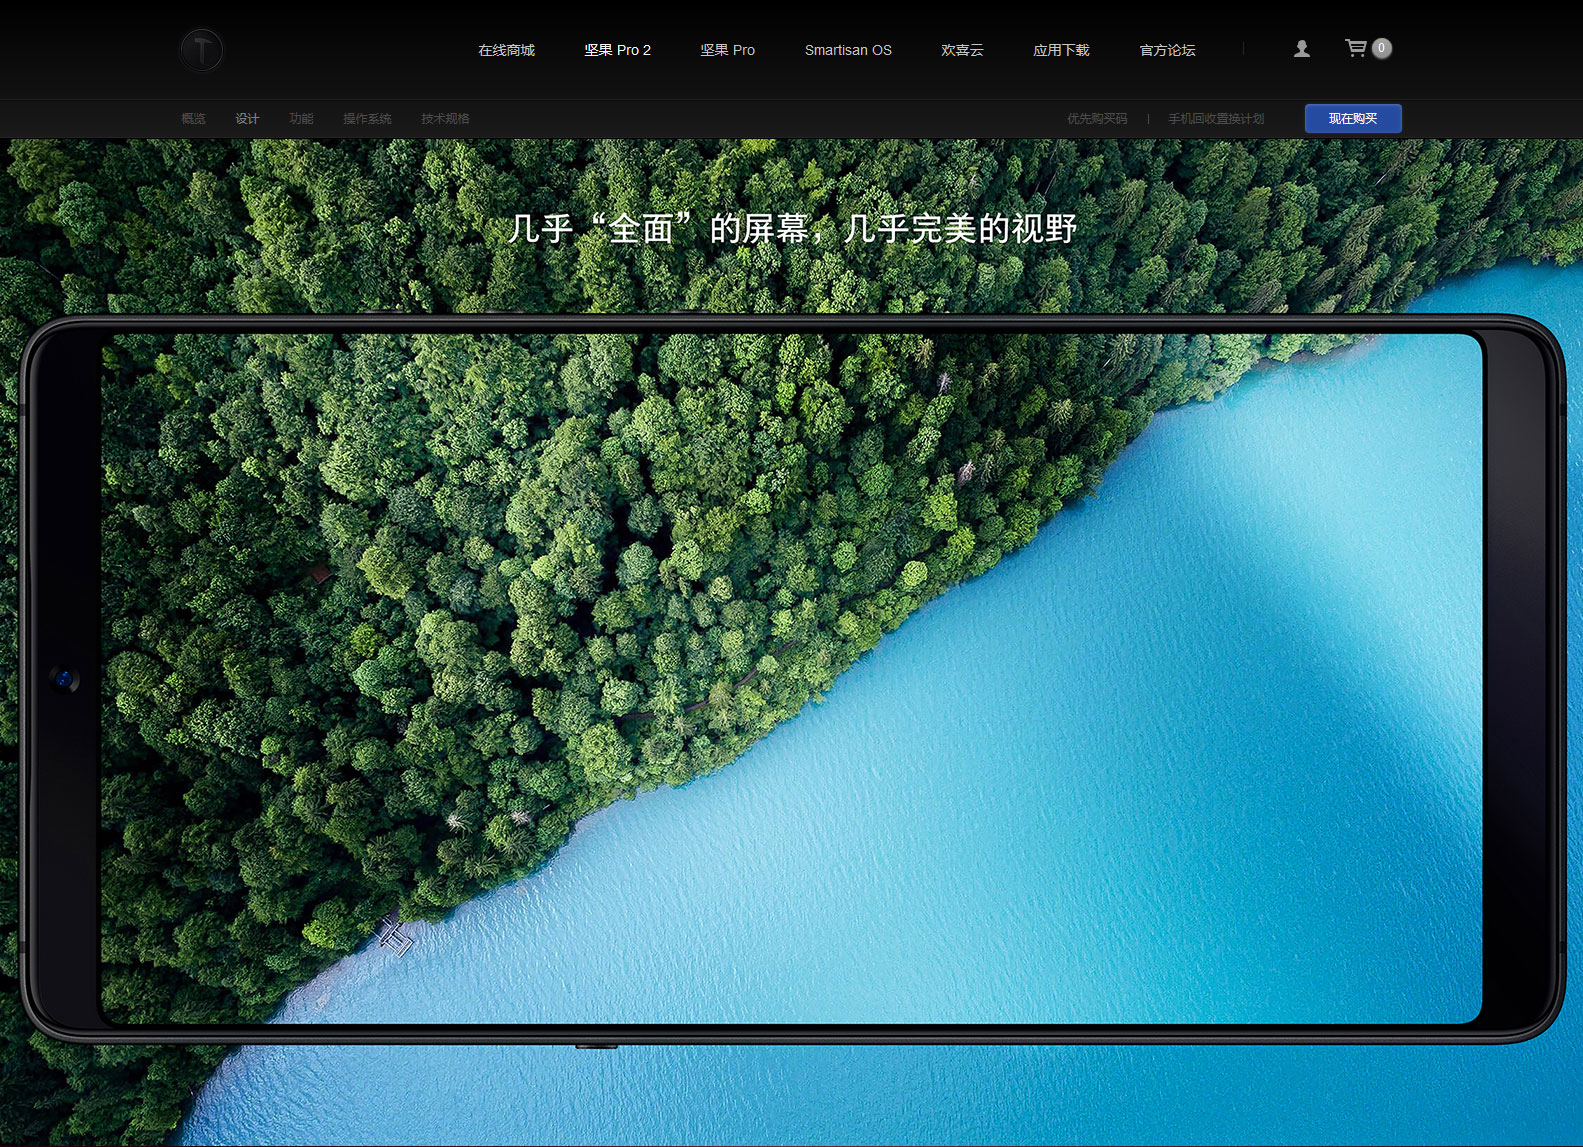 在线商城 坚果 Pro 2 坚果 Pro Smartisan OS 欢喜云 应用下载 官方论坛 0
概览 设计 功能 操作系统 技术规格 优先购买码 | 手机回收置换计划 现在购买
几乎“全面”的屏幕，几乎完美的视野